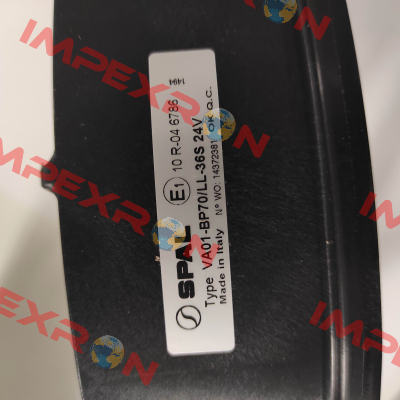 IMPEXRON
1494
E1 10 R-04 6786
SPAL
Type VA01-BP70/LL-36S 24V
Made in Italy N° WO: 14372381 OK Q.C.
IMPEXRON
IMPEXRON